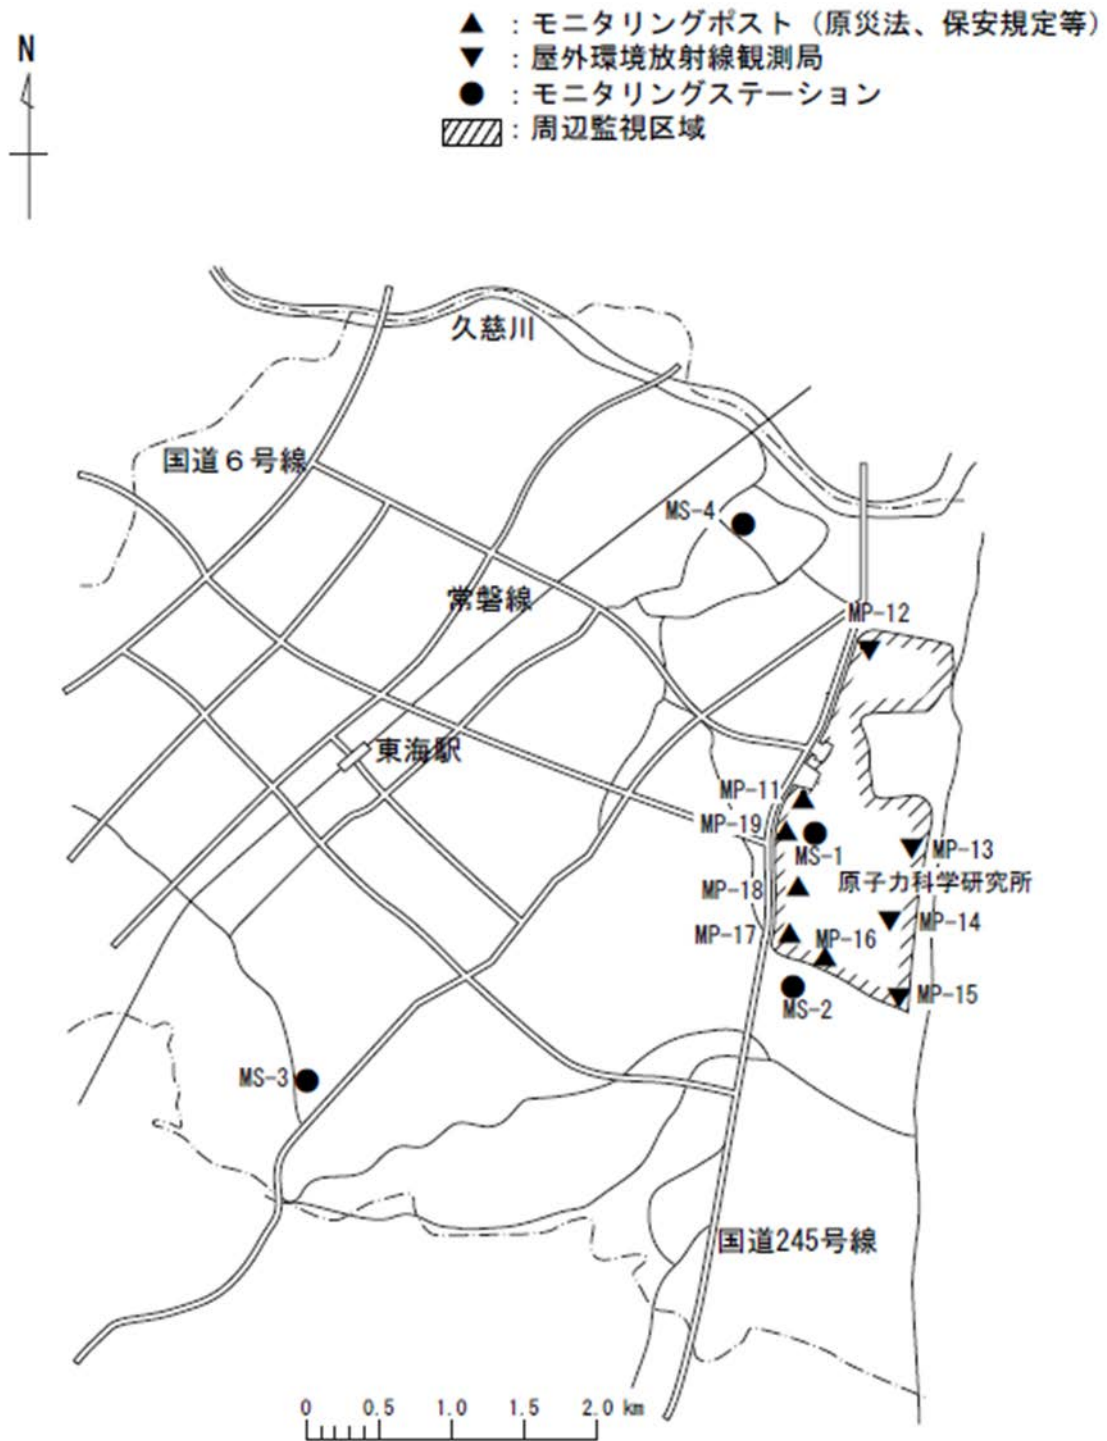 ▲ : モニタリングポスト（原災法、保安規定等）
▼ : 屋外環境放射線観測局
● : モニタリングステーション
: 周辺監視区域
N
久慈川
国道６号線
MS-4
常磐線
MP-12
東海駅
MP-11
MP-19
MS-1
MP-13
原子力科学研究所
MP-18
MP-14
MP-17
MP-16
MP-15
MS-2
MS-3
国道245号線
0 0.5 1.0 1.5 2.0 km